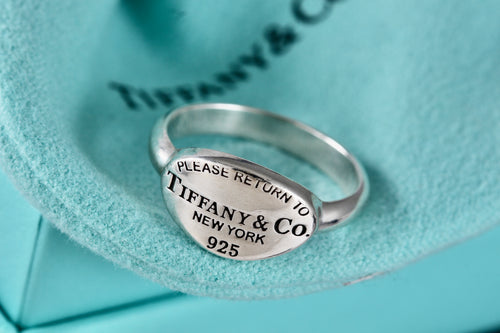 TIFFANY & CO.
PLEASE RETURN TO
TIFFANY & CO.
NEW YORK
925